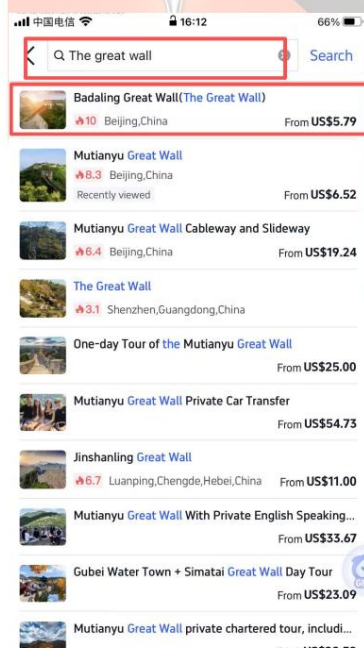 中国电信 16:12 66%
The great wall Search
Badaling Great Wall(The Great Wall)
10 Beijing,China From US$5.79
Mutianyu Great Wall
8.3 Beijing,China
Recently viewed From US$6.52
Mutianyu Great Wall Cableway and Slideway
6.4 Beijing,China From US$19.24
The Great Wall
3.1 Shenzhen,Guangdong,China
One-day Tour of the Mutianyu Great Wall
From US$25.00
Mutianyu Great Wall Private Car Transfer
From US$54.73
Jinshanling Great Wall
6.7 Luanping,Chengde,Hebei,China From US$11.00
Mutianyu Great Wall With Private English Speaking...
From US$33.67
Gubei Water Town + Simatai Great Wall Day Tour
From US$23.09
Mutianyu Great Wall private chartered tour, includi...